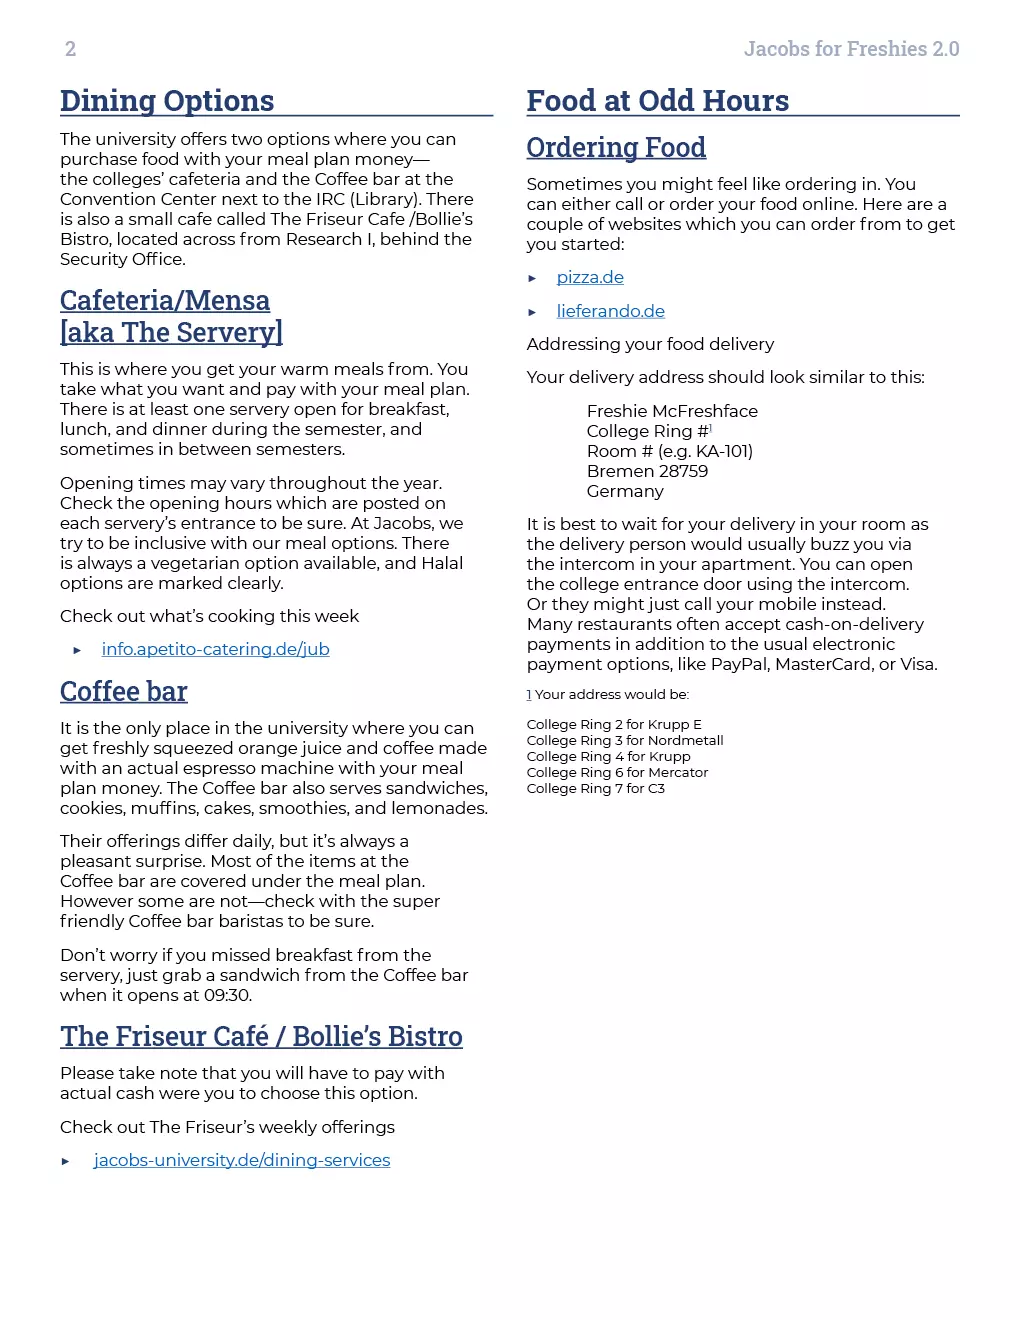 2
Jacobs for Freshies 2.0
Dining Options
The university offers two options where you can
purchase food with your meal plan money—
the colleges’ cafeteria and the Coffee bar at the
Convention Center next to the IRC (Library). There
is also a small cafe called The Friseur Cafe /Bollie’s
Bistro, located across from Research I, behind the
Security Office.
Cafeteria/Mensa
[aka The Servery]
This is where you get your warm meals from. You
take what you want and pay with your meal plan.
There is at least one servery open for breakfast,
lunch, and dinner during the semester, and
sometimes in between semesters.
Opening times may vary throughout the year.
Check the opening hours which are posted on
each servery’s entrance to be sure. At Jacobs, we
try to be inclusive with our meal options. There
is always a vegetarian option available, and Halal
options are marked clearly.
Check out what’s cooking this week
► info.apetito-catering.de/jub
Coffee bar
It is the only place in the university where you can
get freshly squeezed orange juice and coffee made
with an actual espresso machine with your meal
plan money. The Coffee bar also serves sandwiches,
cookies, muffins, cakes, smoothies, and lemonades.
Their offerings differ daily, but it’s always a
pleasant surprise. Most of the items at the
Coffee bar are covered under the meal plan.
However some are not—check with the super
friendly Coffee bar baristas to be sure.
Don’t worry if you missed breakfast from the
servery, just grab a sandwich from the Coffee bar
when it opens at 09:30.
The Friseur Café / Bollie’s Bistro
Please take note that you will have to pay with
actual cash were you to choose this option.
Check out The Friseur’s weekly offerings
► jacobs-university.de/dining-services
Food at Odd Hours
Ordering Food
Sometimes you might feel like ordering in. You
can either call or order your food online. Here are a
couple of websites which you can order from to get
you started:
► pizza.de
► lieferando.de
Addressing your food delivery
Your delivery address should look similar to this:
Freshie McFreshface
College Ring #1
Room # (e.g. KA-101)
Bremen 28759
Germany
It is best to wait for your delivery in your room as
the delivery person would usually buzz you via
the intercom in your apartment. You can open
the college entrance door using the intercom.
Or they might just call your mobile instead.
Many restaurants often accept cash-on-delivery
payments in addition to the usual electronic
payment options, like PayPal, MasterCard, or Visa.
1 Your address would be:
College Ring 2 for Krupp E
College Ring 3 for Nordmetall
College Ring 4 for Krupp
College Ring 6 for Mercator
College Ring 7 for C3